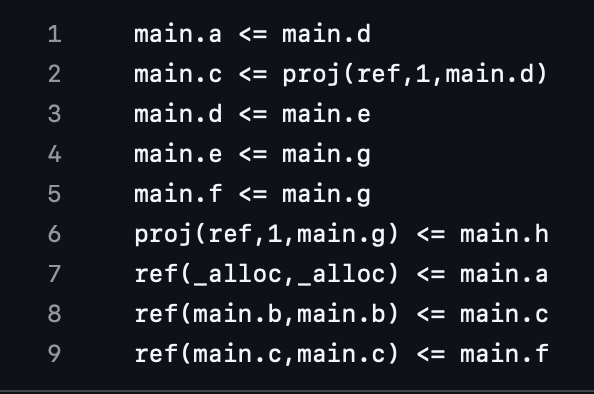 1 main.a <= main.d
2 main.c <= proj(ref,1,main.d)
3 main.d <= main.e
4 main.e <= main.g
5 main.f <= main.g
6 proj(ref,1,main.g) <= main.h
7 ref(_alloc,_alloc) <= main.a
8 ref(main.b,main.b) <= main.c
9 ref(main.c,main.c) <= main.f